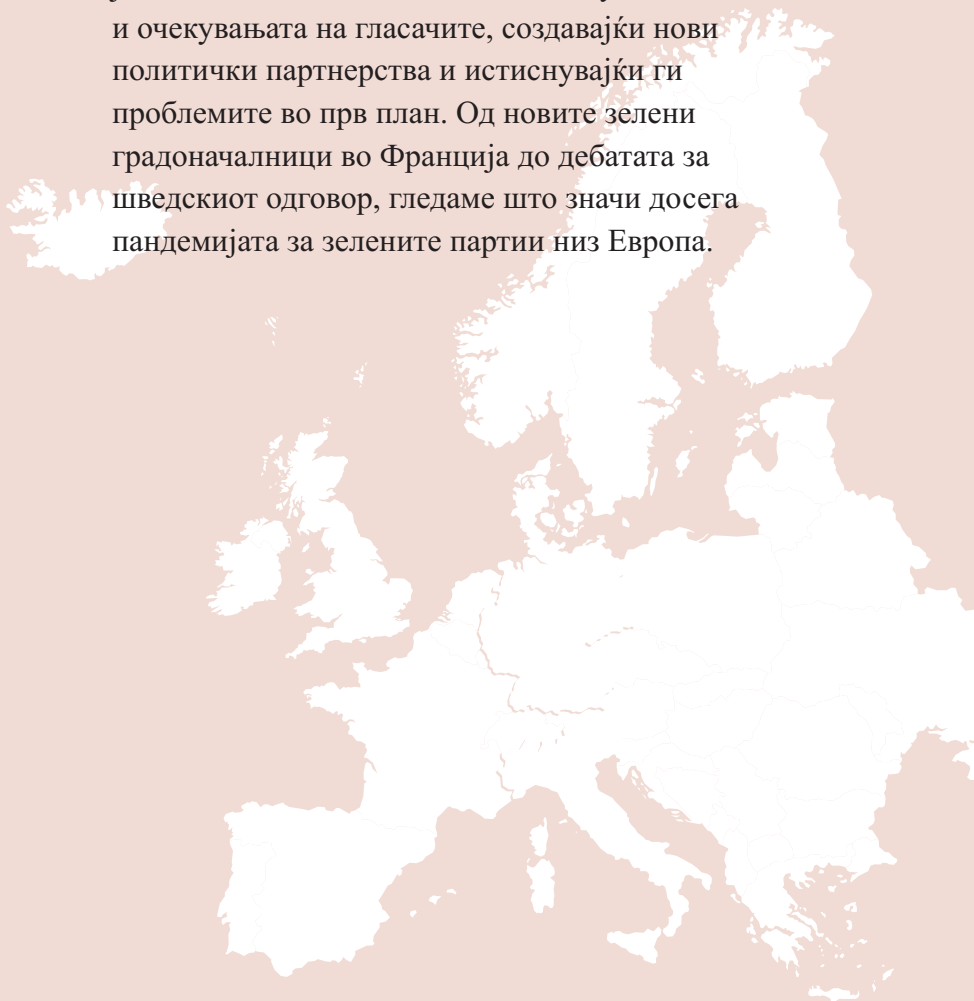 и очекувањата на гласачите, создавајќи нови
политички партнерства и истиснувајќи ги
проблемите во прв план. Од новите зелени
градоначалници во Франција до дебатата за
шведскиот одговор, гледаме што значи досега
пандемијата за зелените партии низ Европа.